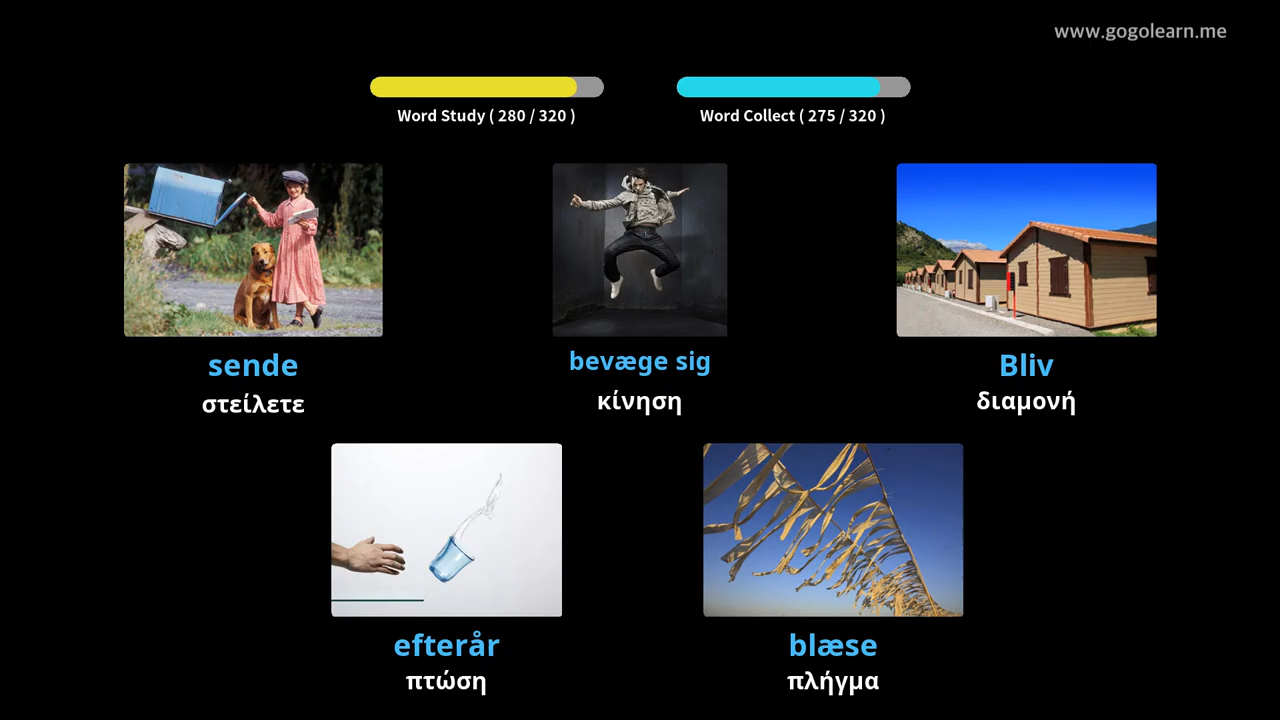 www.gogolearn.me
Word Study ( 280 / 320 )
Word Collect ( 275 / 320 )
sende
στείλετε
bevæge sig
κίνηση
Bliv
διαμονή
efterår
πτώση
blæse
πλήγμα